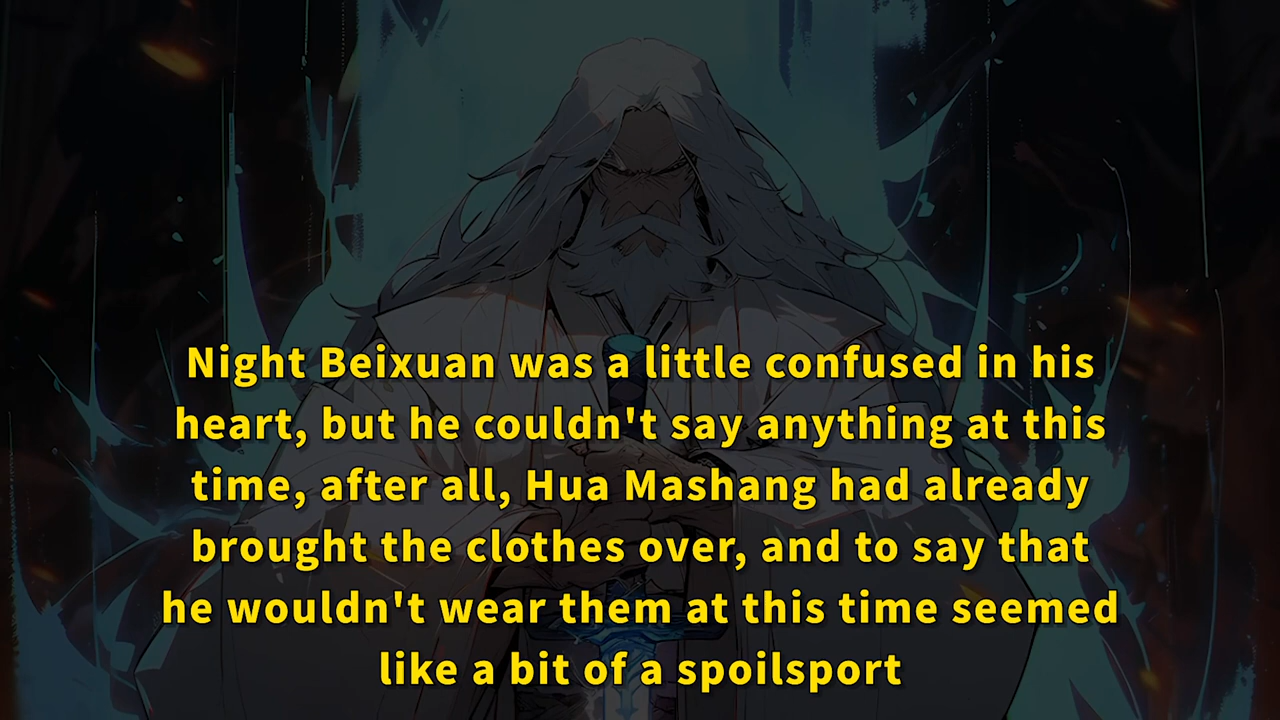 Night Beixuan was a little confused in his
heart, but he couldn't say anything at this
time, after all, Hua Mashang had already
brought the clothes over, and to say that
he wouldn't wear them at this time seemed
like a bit of a spoilsport